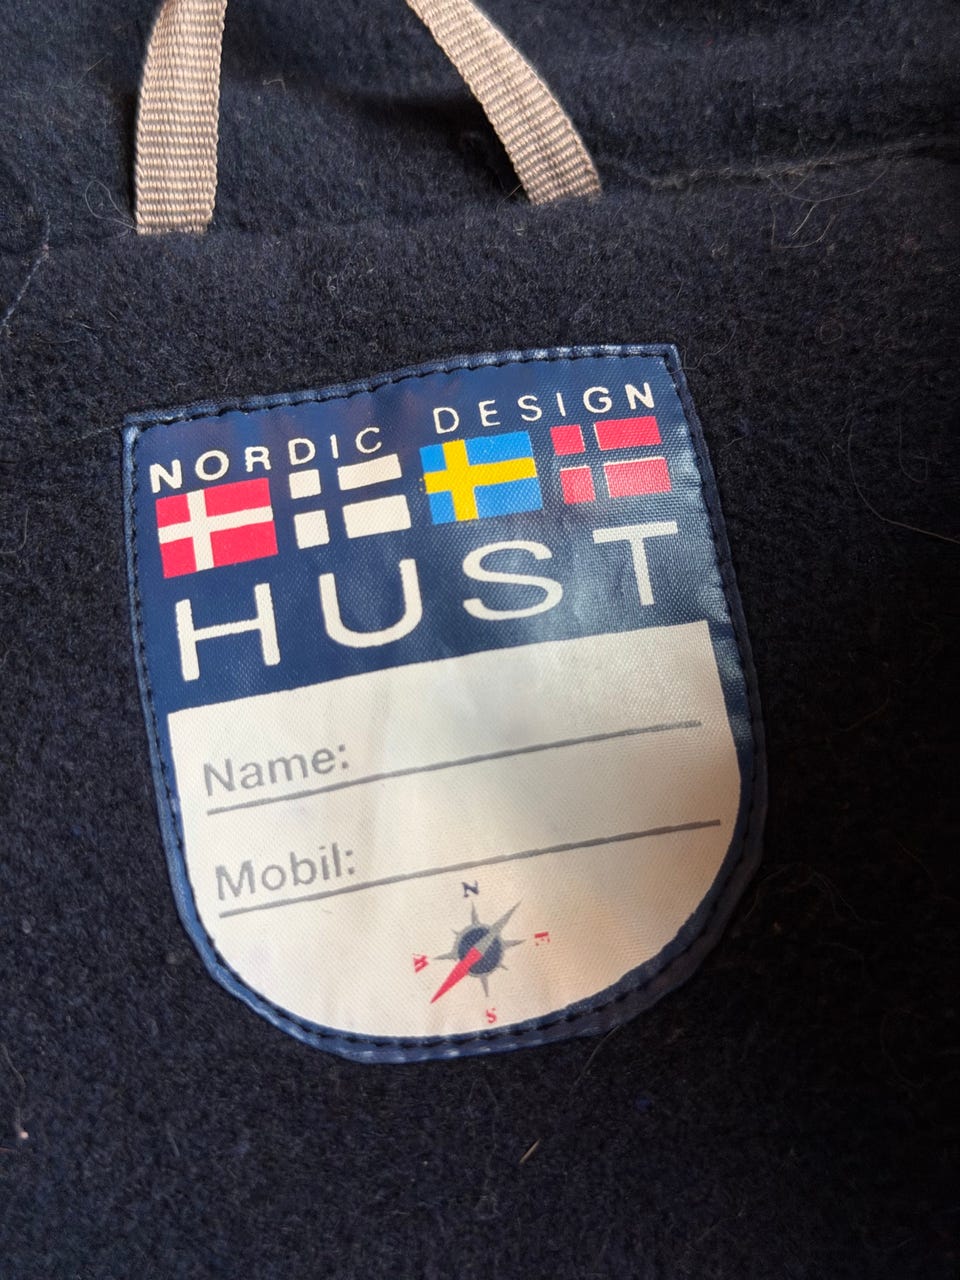 NORDIC DESIGN
HUST
Name:
Mobil:
N
W E
S